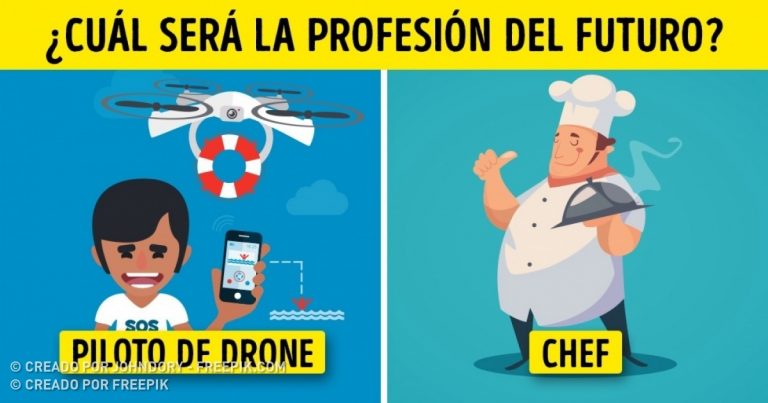 ¿CUÁL SERÁ LA PROFESIÓN DEL FUTURO?
SOS
PILOTO DE DRONE
CHEF
© CREADO POR JOHNDORY - FREEPIK.COM
© CREADO POR FREEPIK